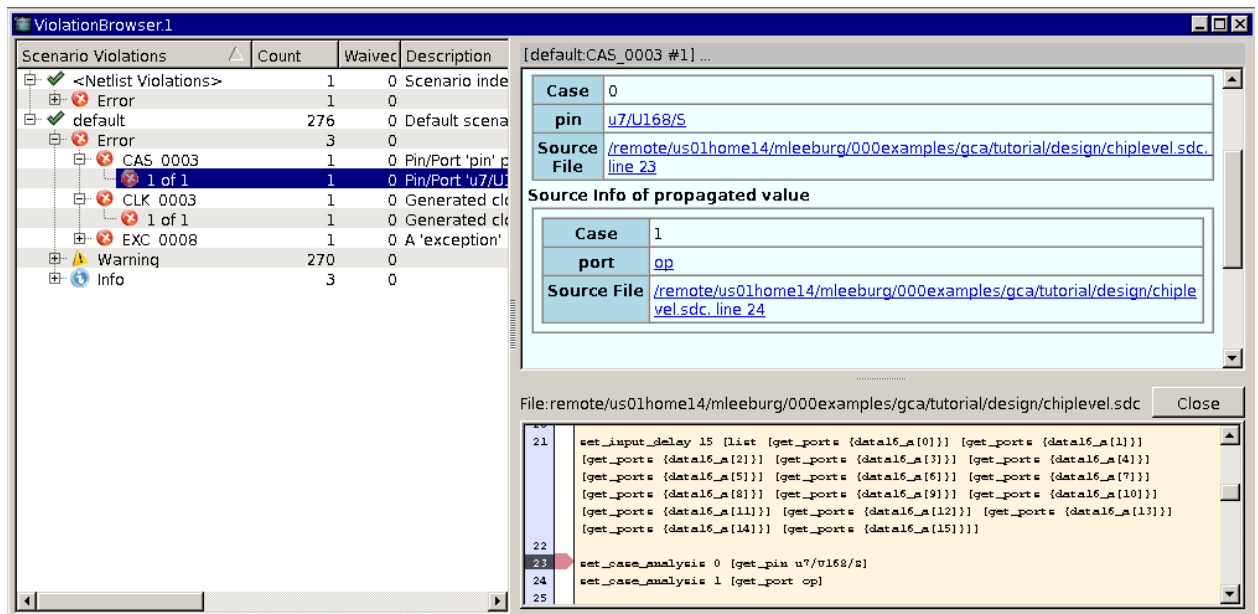 ViolationBrowser.1
Scenario Violations Count Waived Description
<Netlist Violations> 1 0 Scenario inde
Error 1 0
default 276 0 Default scena
Error 3 0
CAS_0003 1 0 Pin/Port 'pin' p
1 of 1 1 0 Pin/Port 'u7/U1
CLK_0003 1 0 Generated clo
1 of 1 1 0 Generated clo
EXC_0008 1 0 A 'exception'
Warning 270 0
Info 3 0
[default:CAS_0003 #1] ...
Case 0
pin u7/U168/S
Source File /remote/us01home14/mleeburg/000examples/gca/tutorial/design/chiplevel.sdc.
line 23
Source Info of propagated value
Case 1
port op
Source File /remote/us01home14/mleeburg/000examples/gca/tutorial/design/chiple
vel.sdc. line 24
File:remote/us01home14/mleeburg/000examples/gca/tutorial/design/chiplevel.sdc Close
21 set_input_delay 15 [list [get_ports {data16_a[0]}] [get_ports {data16_a[1]}]
[get_ports {data16_a[2]}] [get_ports {data16_a[3]}] [get_ports {data16_a[4]}]
[get_ports {data16_a[5]}] [get_ports {data16_a[6]}] [get_ports {data16_a[7]}]
[get_ports {data16_a[8]}] [get_ports {data16_a[9]}] [get_ports {data16_a[10]}]
[get_ports {data16_a[11]}] [get_ports {data16_a[12]}] [get_ports {data16_a[13]}]
[get_ports {data16_a[14]}] [get_ports {data16_a[15]}]]
22
23 set_case_analysis 0 [get_pin u7/U168/S]
24 set_case_analysis 1 [get_port op]
25